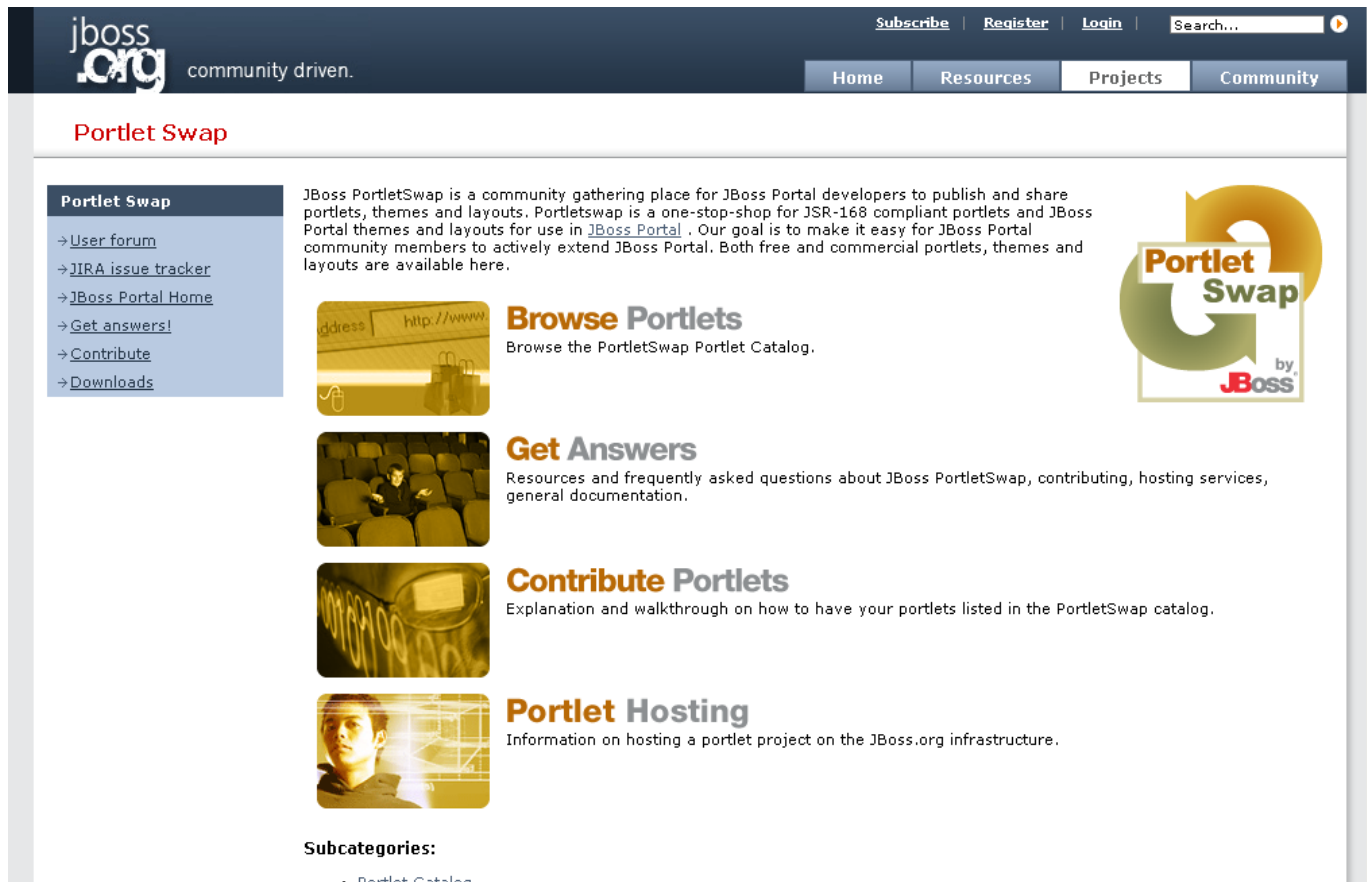 jboss
.org
community driven.
Subscribe | Register | Login |
Search...
Home
Resources
Projects
Community
Portlet Swap
Portlet Swap
→User forum
→JIRA issue tracker
→JBoss Portal Home
→Get answers!
→Contribute
→Downloads
JBoss PortletSwap is a community gathering place for JBoss Portal developers to publish and share
portlets, themes and layouts. Portletswap is a one-stop-shop for JSR-168 compliant portlets and JBoss
Portal themes and layouts for use in JBoss Portal . Our goal is to make it easy for JBoss Portal
community members to actively extend JBoss Portal. Both free and commercial portlets, themes and
layouts are available here.
Portlet
Swap
by
JBoss®
address http://www.
Browse Portlets
Browse the PortletSwap Portlet Catalog.
Get Answers
Resources and frequently asked questions about JBoss PortletSwap, contributing, hosting services,
general documentation.
Contribute Portlets
Explanation and walkthrough on how to have your portlets listed in the PortletSwap catalog.
Portlet Hosting
Information on hosting a portlet project on the JBoss.org infrastructure.
Subcategories:
• Portlet Catalog